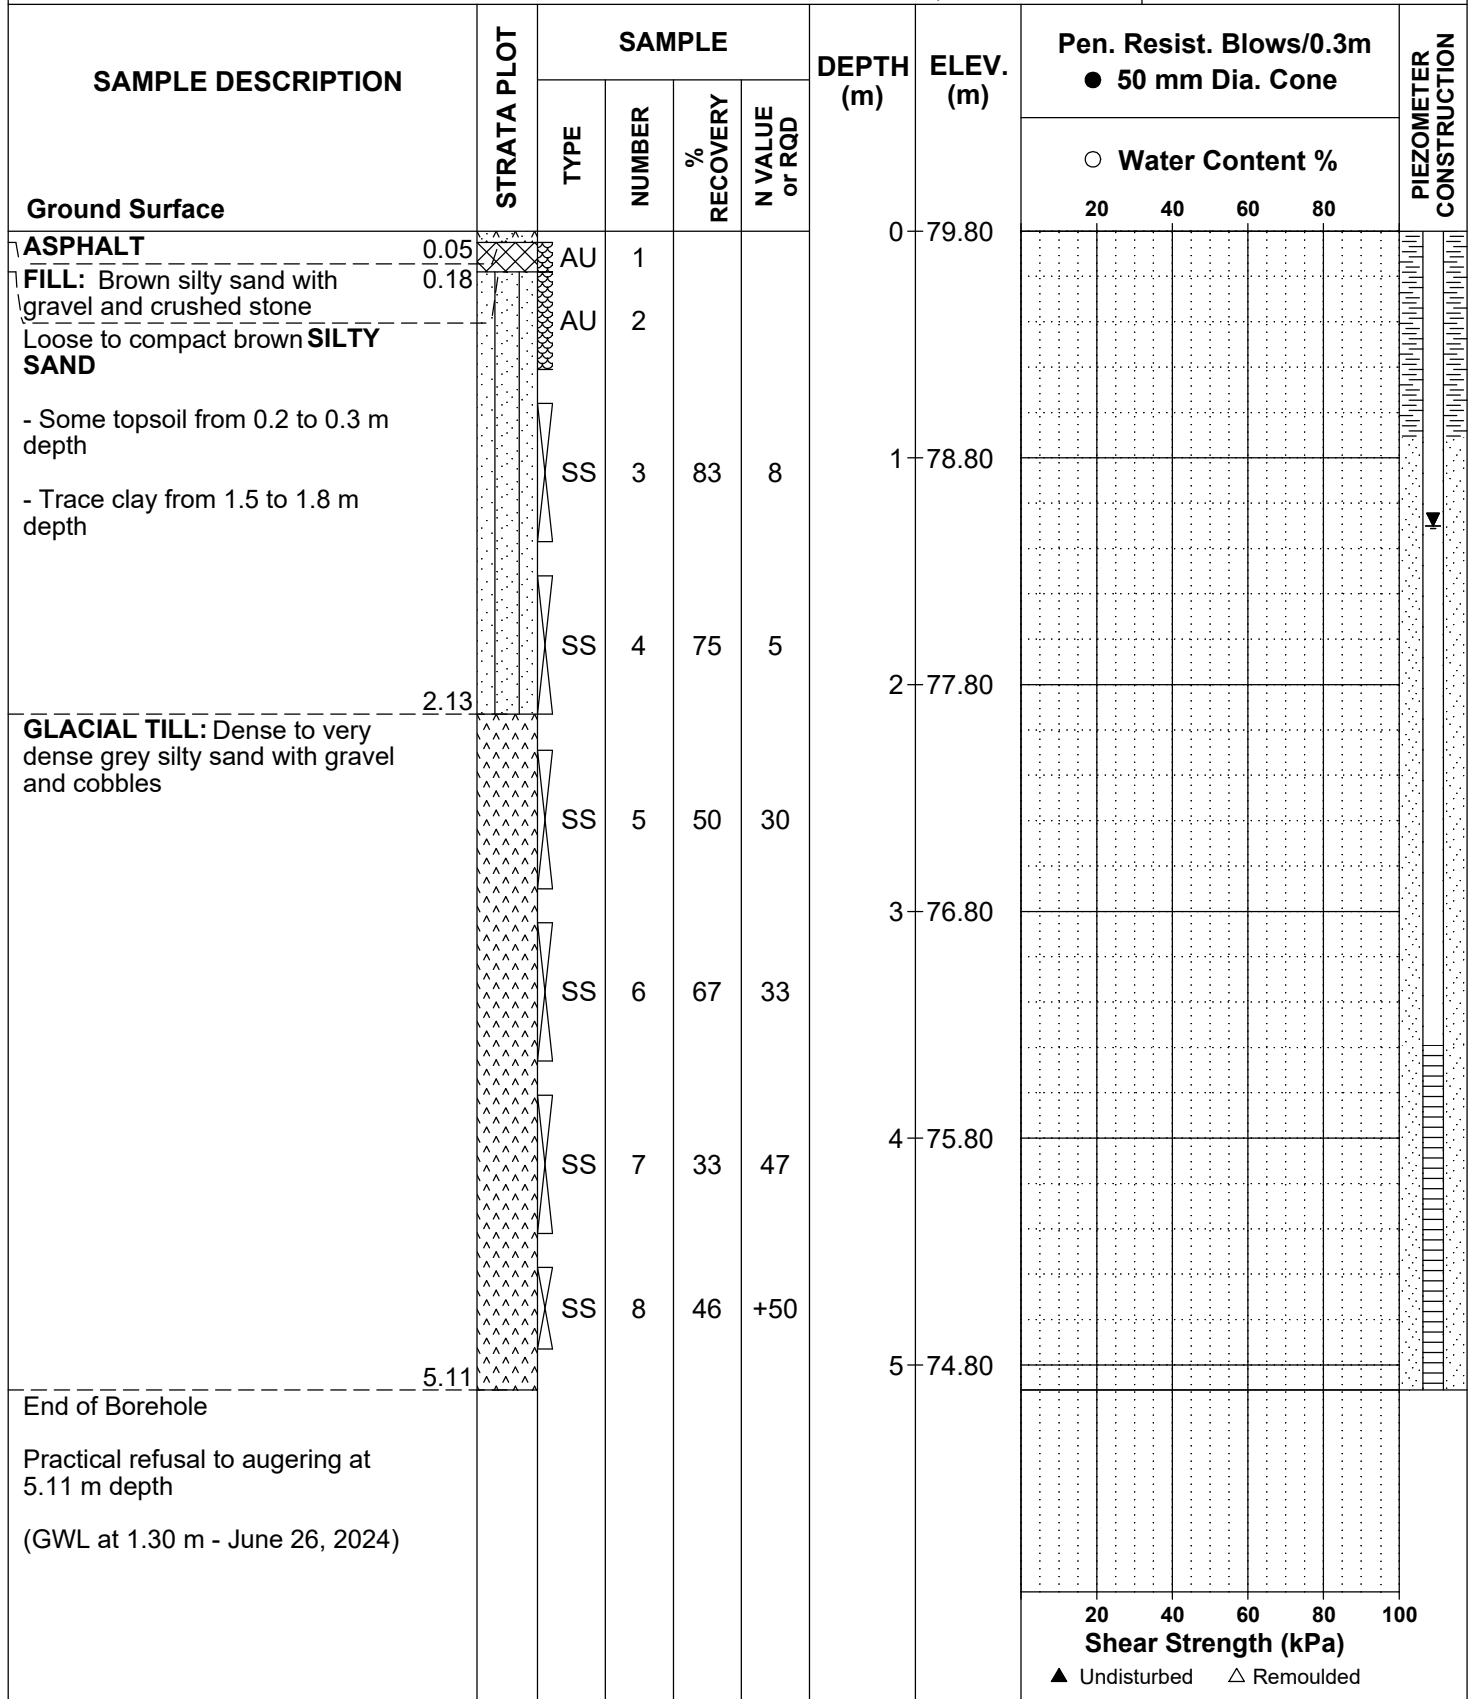 SAMPLE DESCRIPTION
STRATA PLOT
SAMPLE
TYPE
NUMBER
%
RECOVERY
N VALUE
or RQD
DEPTH
(m)
ELEV.
(m)
Pen. Resist. Blows/0.3m
● 50 mm Dia. Cone
○ Water Content %
20 40 60 80
PIEZOMETER
CONSTRUCTION
Ground Surface
0 79.80
ASPHALT 0.05
AU 1
FILL: Brown silty sand with 0.18
gravel and crushed stone
AU 2
Loose to compact brown SILTY
SAND
- Some topsoil from 0.2 to 0.3 m
depth
1 78.80
SS 3 83 8
- Trace clay from 1.5 to 1.8 m
depth
SS 4 75 5
2 77.80
2.13
GLACIAL TILL: Dense to very
dense grey silty sand with gravel
and cobbles
SS 5 50 30
3 76.80
SS 6 67 33
4 75.80
SS 7 33 47
SS 8 46 +50
5 74.80
5.11
End of Borehole
Practical refusal to augering at
5.11 m depth
(GWL at 1.30 m - June 26, 2024)
20 40 60 80 100
Shear Strength (kPa)
▲ Undisturbed △ Remoulded